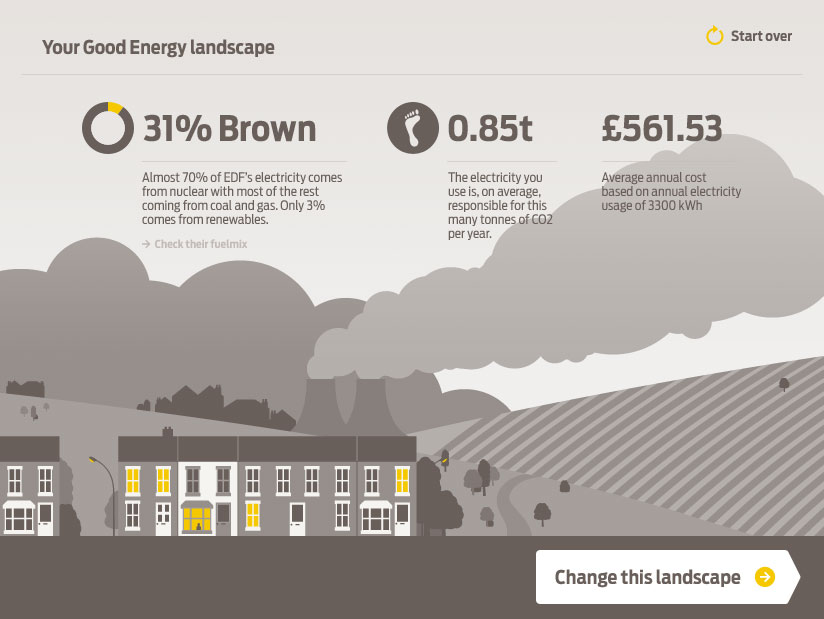 Your Good Energy landscape
Start over
31% Brown
Almost 70% of EDF's electricity comes
from nuclear with most of the rest
coming from coal and gas. Only 3%
comes from renewables.
Check their fuelmix
0.85t
The electricity you
use is, on average,
responsible for this
many tonnes of CO2
per year.
£561.53
Average annual cost
based on annual electricity
usage of 3300 kWh
Change this landscape